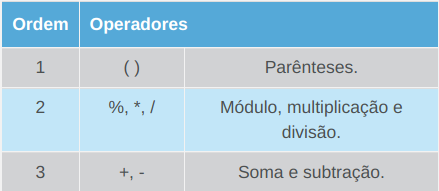 Ordem Operadores
1 ( ) Parênteses.
2 %, *, / Módulo, multiplicação e
divisão.
3 +, - Soma e subtração.